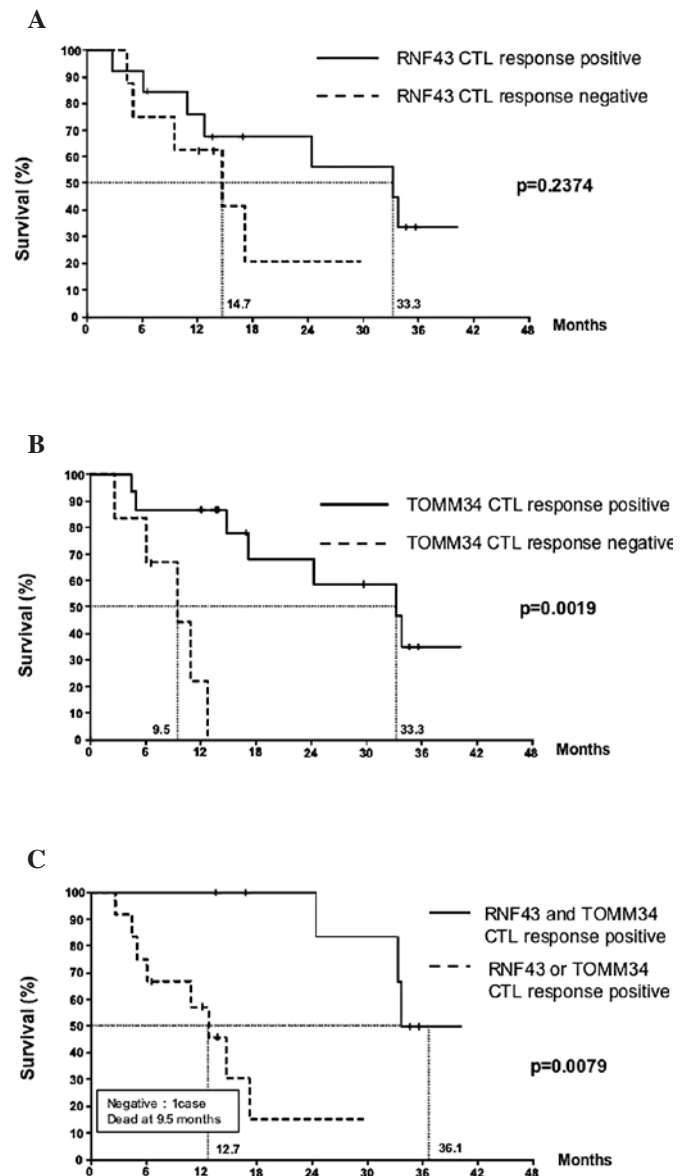 A
100
90
80
70
60
50
40
30
20
10
0
Survival (%)
RNF43 CTL response positive
RNF43 CTL response negative
p=0.2374
14.7
33.3
0 6 12 18 24 30 36 42 48
Months
B
100
90
80
70
60
50
40
30
20
10
0
Survival (%)
TOMM34 CTL response positive
TOMM34 CTL response negative
p=0.0019
9.5
33.3
0 6 12 18 24 30 36 42 48
Months
C
100
90
80
70
60
50
40
30
20
10
0
Survival (%)
RNF43 and TOMM34
CTL response positive
RNF43 or TOMM34
CTL response positive
p=0.0079
Negative : 1case
Dead at 9.5 months
12.7
36.1
0 6 12 18 24 30 36 42 48
Months